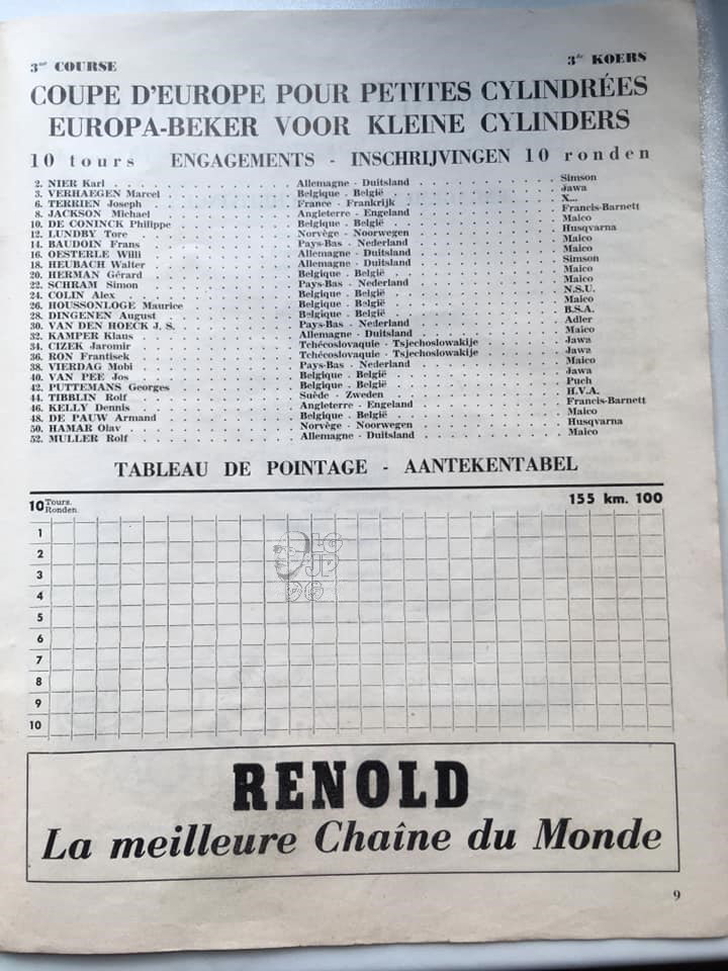 3me COURSE 3de KOERS
COUPE D'EUROPE POUR PETITES CYLINDRÉES
EUROPA-BEKER VOOR KLEINE CYLINDERS
10 tours ENGAGEMENTS - INSCHRIJVINGEN 10 ronden
2. NIER Karl Allemagne - Duitsland Simson
3. VERHAEGEN Marcel Belgique - België Jawa
6. TERRIEN Joseph France - Frankrijk X...
8. JACKSON Michael Angleterre - Engeland Francis-Barnett
10. DE CONINCK Philippe Belgique - België Maico
12. LUNDBY Tore Norvège - Noorwegen Husqvarna
14. BAUDOIN Frans Pays-Bas - Nederland Maico
16. OESTERLE Willi Allemagne - Duitsland Maico
18. HEUBACH Walter Allemagne - Duitsland Simson
20. HERMAN Gérard Belgique - België Maico
22. SCHRAM Simon Pays-Bas - Nederland Maico
24. COLIN Alex Belgique - België N.S.U.
26. HOUSSONLOGE Maurice Belgique - België Maico
28. DINGENEN August Belgique - België B.S.A.
30. VAN DEN HOECK J. S. Pays-Bas - Nederland Adler
32. KAMPER Klaus Allemagne - Duitsland Maico
34. CIZEK Jaromir Tchécoslovaquie - Tsjechoslowakije Jawa
36. RON Frantisek Tchécoslovaquie - Tsjechoslowakije Jawa
38. VIERDAG Mobi Pays-Bas - Nederland Maico
40. VAN PEE Jos Belgique - België Jawa
42. PUTTEMANS Georges Belgique - België Puch
44. TIBBLIN Rolf Suède - Zweden H.V.A.
46. KELLY Dennis Angleterre - Engeland Francis-Barnett
48. DE PAUW Armand Belgique - België Maico
50. HAMAR Olav Norvège - Noorwegen Husqvarna
52. MULLER Rolf Allemagne - Duitsland Maico
TABLEAU DE POINTAGE - AANTEKENTABEL
10 Tours. Ronden. 155 km. 100
1
2
3
4
5
6
7
8
9
10
RENOLD
La meilleure Chaîne du Monde
9